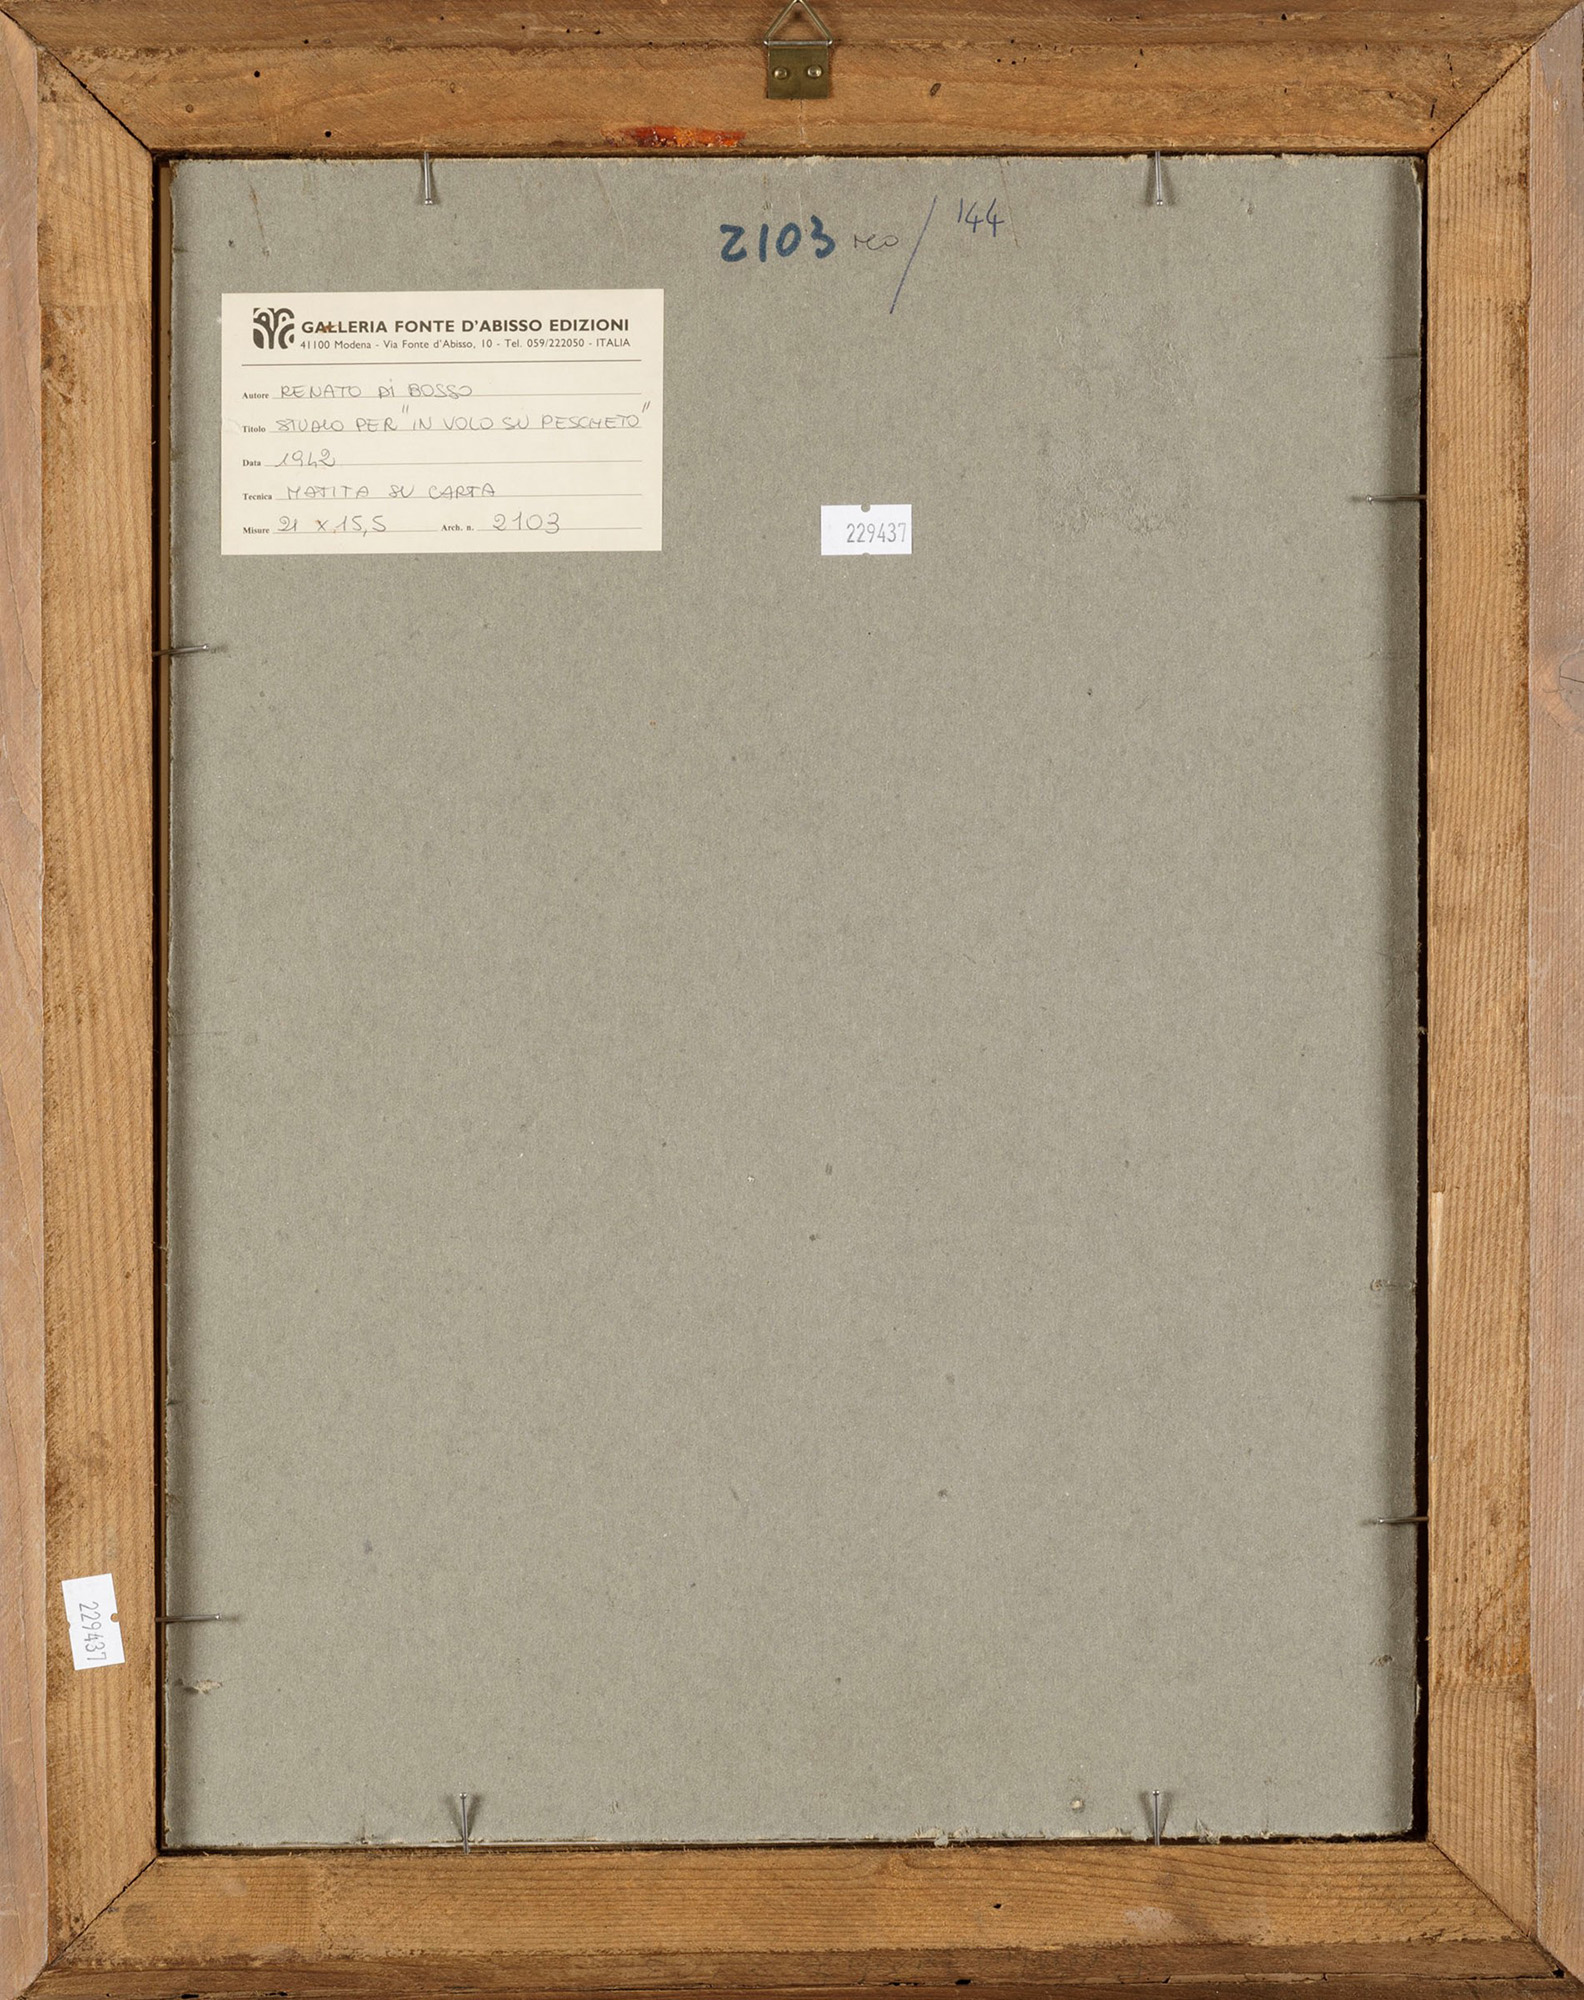 2103 / 144
GALLERIA FONTE D'ABISSO EDIZIONI
41100 Modena - Via Fonte d'Abisso, 10 - Tel. 059/222050 - ITALIA
Autore RENATO Di BOSSO
Titolo STUDIO PER "IN VOLO SU PESCHETO"
Data 1942
Tecnica MATITA SU CARTA
Misure 21 x 15,5 Arch. n. 2103
229437
229437